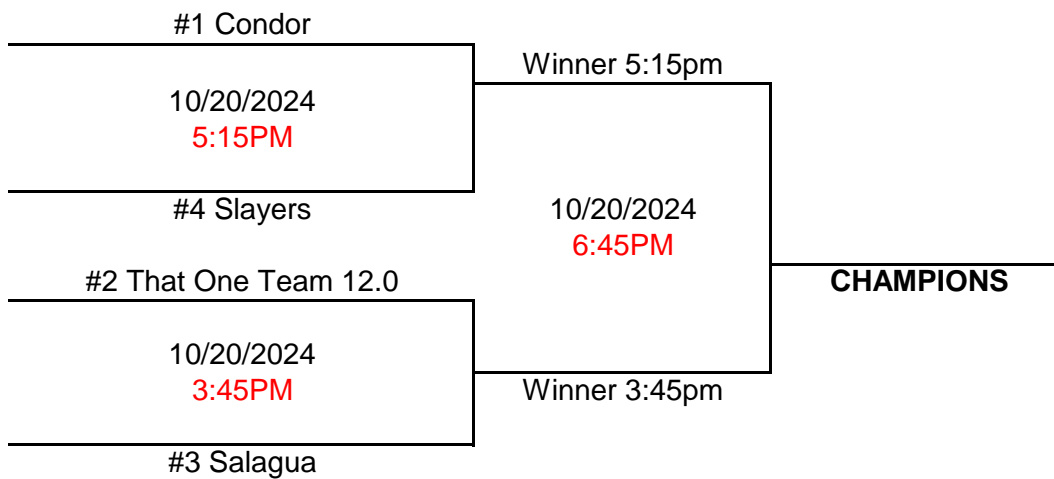 #1 Condor
Winner 5:15pm
10/20/2024
5:15PM
#4 Slayers
10/20/2024
6:45PM
#2 That One Team 12.0
CHAMPIONS
10/20/2024
3:45PM
Winner 3:45pm
#3 Salagua